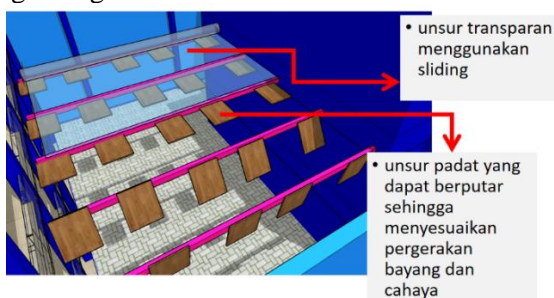 • unsur transparan
menggunakan
sliding
• unsur padat yang
dapat berputar
sehingga
menyesuaikan
pergerakan
bayang dan
cahaya